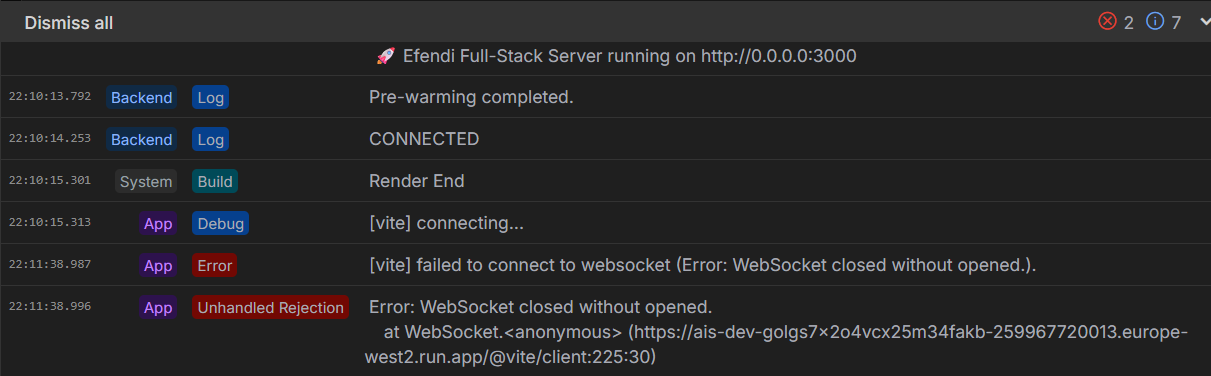 Dismiss all 2 7
🚀 Efendi Full-Stack Server running on http://0.0.0.0:3000
22:10:13.792 Backend Log Pre-warming completed.
22:10:14.253 Backend Log CONNECTED
22:10:15.301 System Build Render End
22:10:15.313 App Debug [vite] connecting...
22:11:38.987 App Error [vite] failed to connect to websocket (Error: WebSocket closed without opened.).
22:11:38.996 App Unhandled Rejection Error: WebSocket closed without opened.
at WebSocket.<anonymous> (https://ais-dev-golgs7×2o4vcx25m34fakb-259967720013.europe-
west2.run.app/@vite/client:225:30)